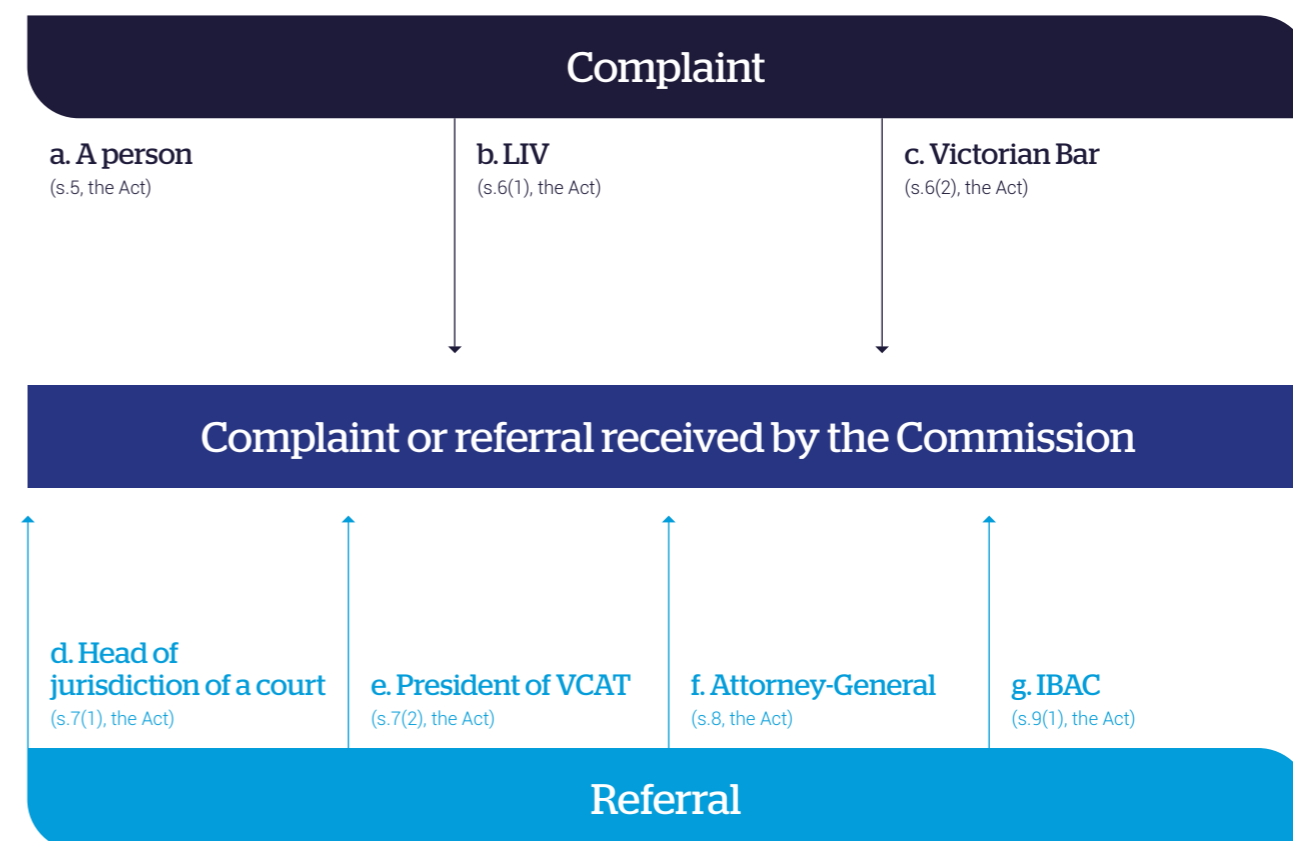 Complaint
a. A person
(s.5, the Act)
b. LIV
(s.6(1), the Act)
c. Victorian Bar
(s.6(2), the Act)
Complaint or referral received by the Commission
d. Head of
jurisdiction of a court
(s.7(1), the Act)
e. President of VCAT
(s.7(2), the Act)
f. Attorney-General
(s.8, the Act)
g. IBAC
(s.9(1), the Act)
Referral